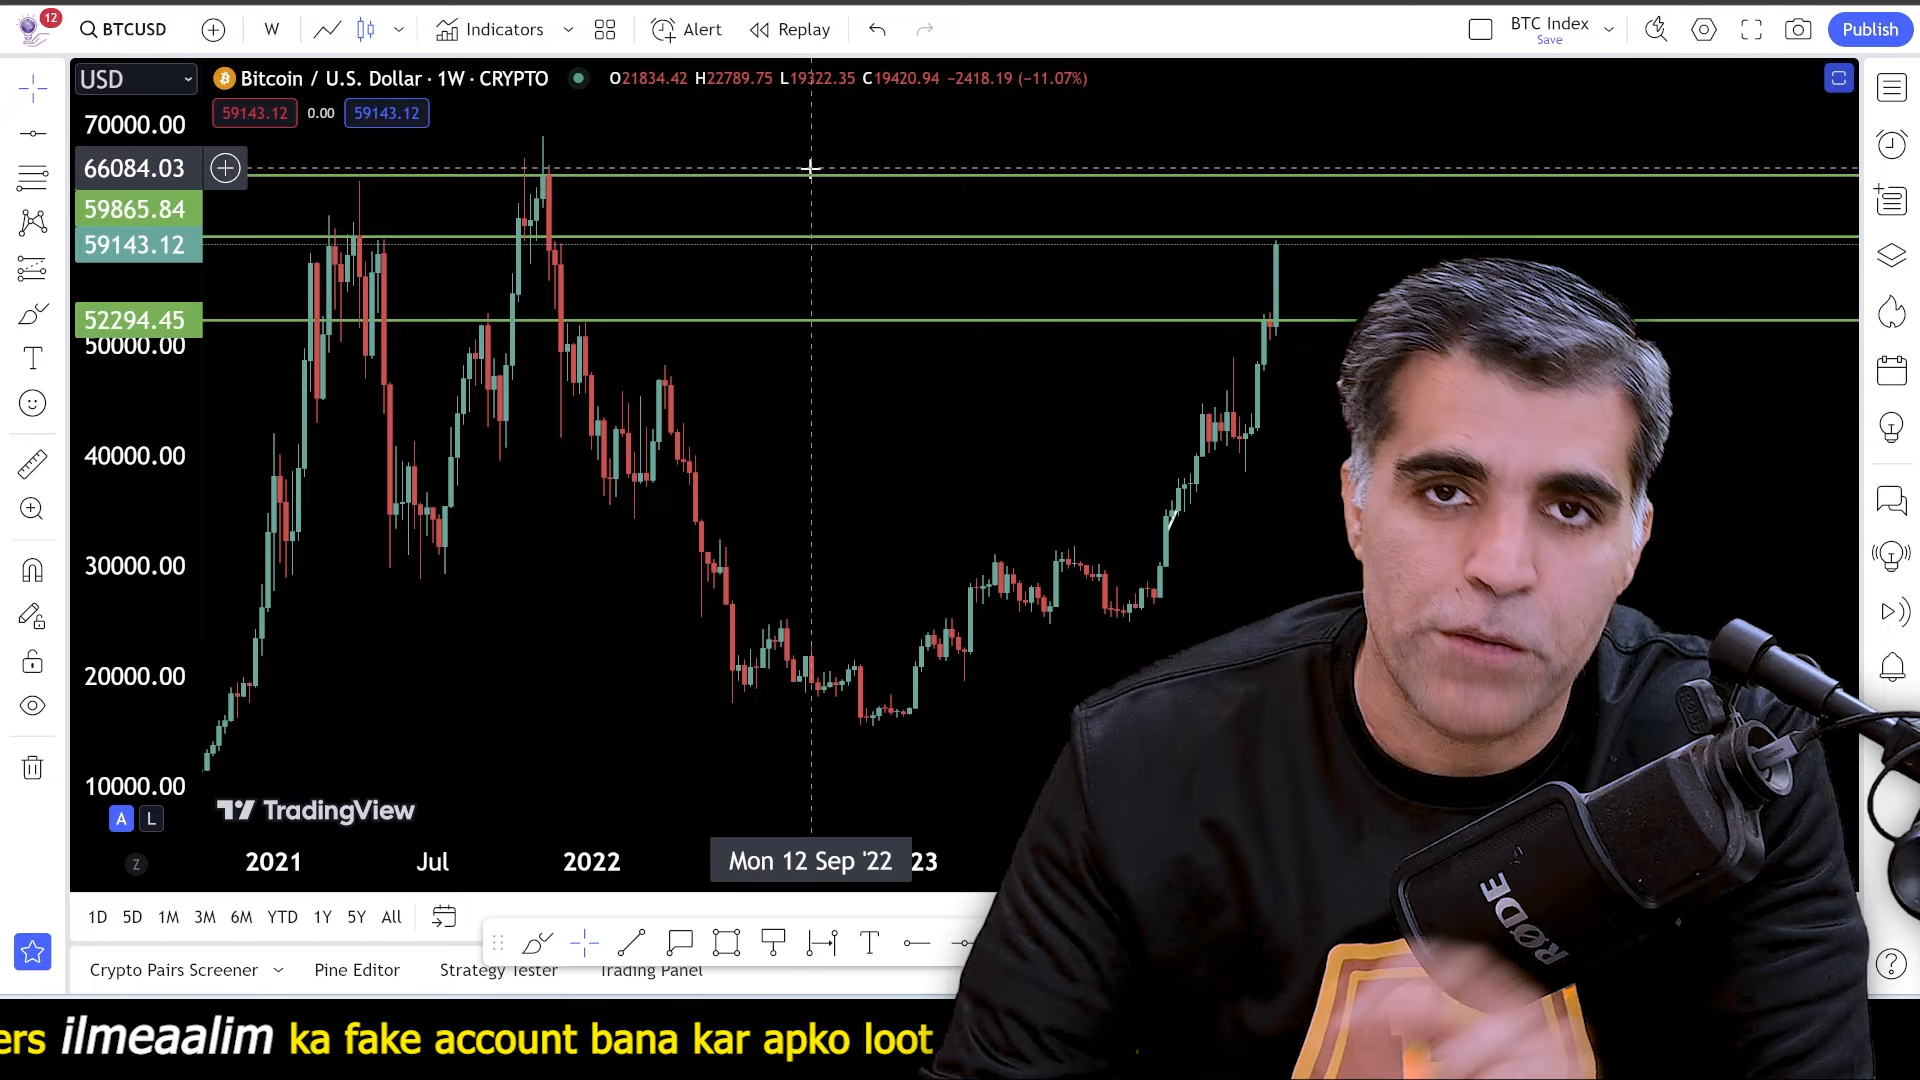 12
BTCUSD
W
Indicators
Alert
Replay
BTC Index
Save
Publish
USD
Bitcoin / U.S. Dollar · 1W · CRYPTO
O21834.42 H22789.75 L19322.35 C19420.94 −2418.19 (−11.07%)
59143.12
0.00
59143.12
70000.00
66084.03
59865.84
59143.12
52294.45
50000.00
40000.00
30000.00
20000.00
10000.00
A
L
TradingView
Z
2021
Jul
2022
Mon 12 Sep '22
23
1D 5D 1M 3M 6M YTD 1Y 5Y All
Crypto Pairs Screener
Pine Editor
Strategy Tester
Trading Panel
RØDE
ers ilmeaalim ka fake account bana kar apko loot